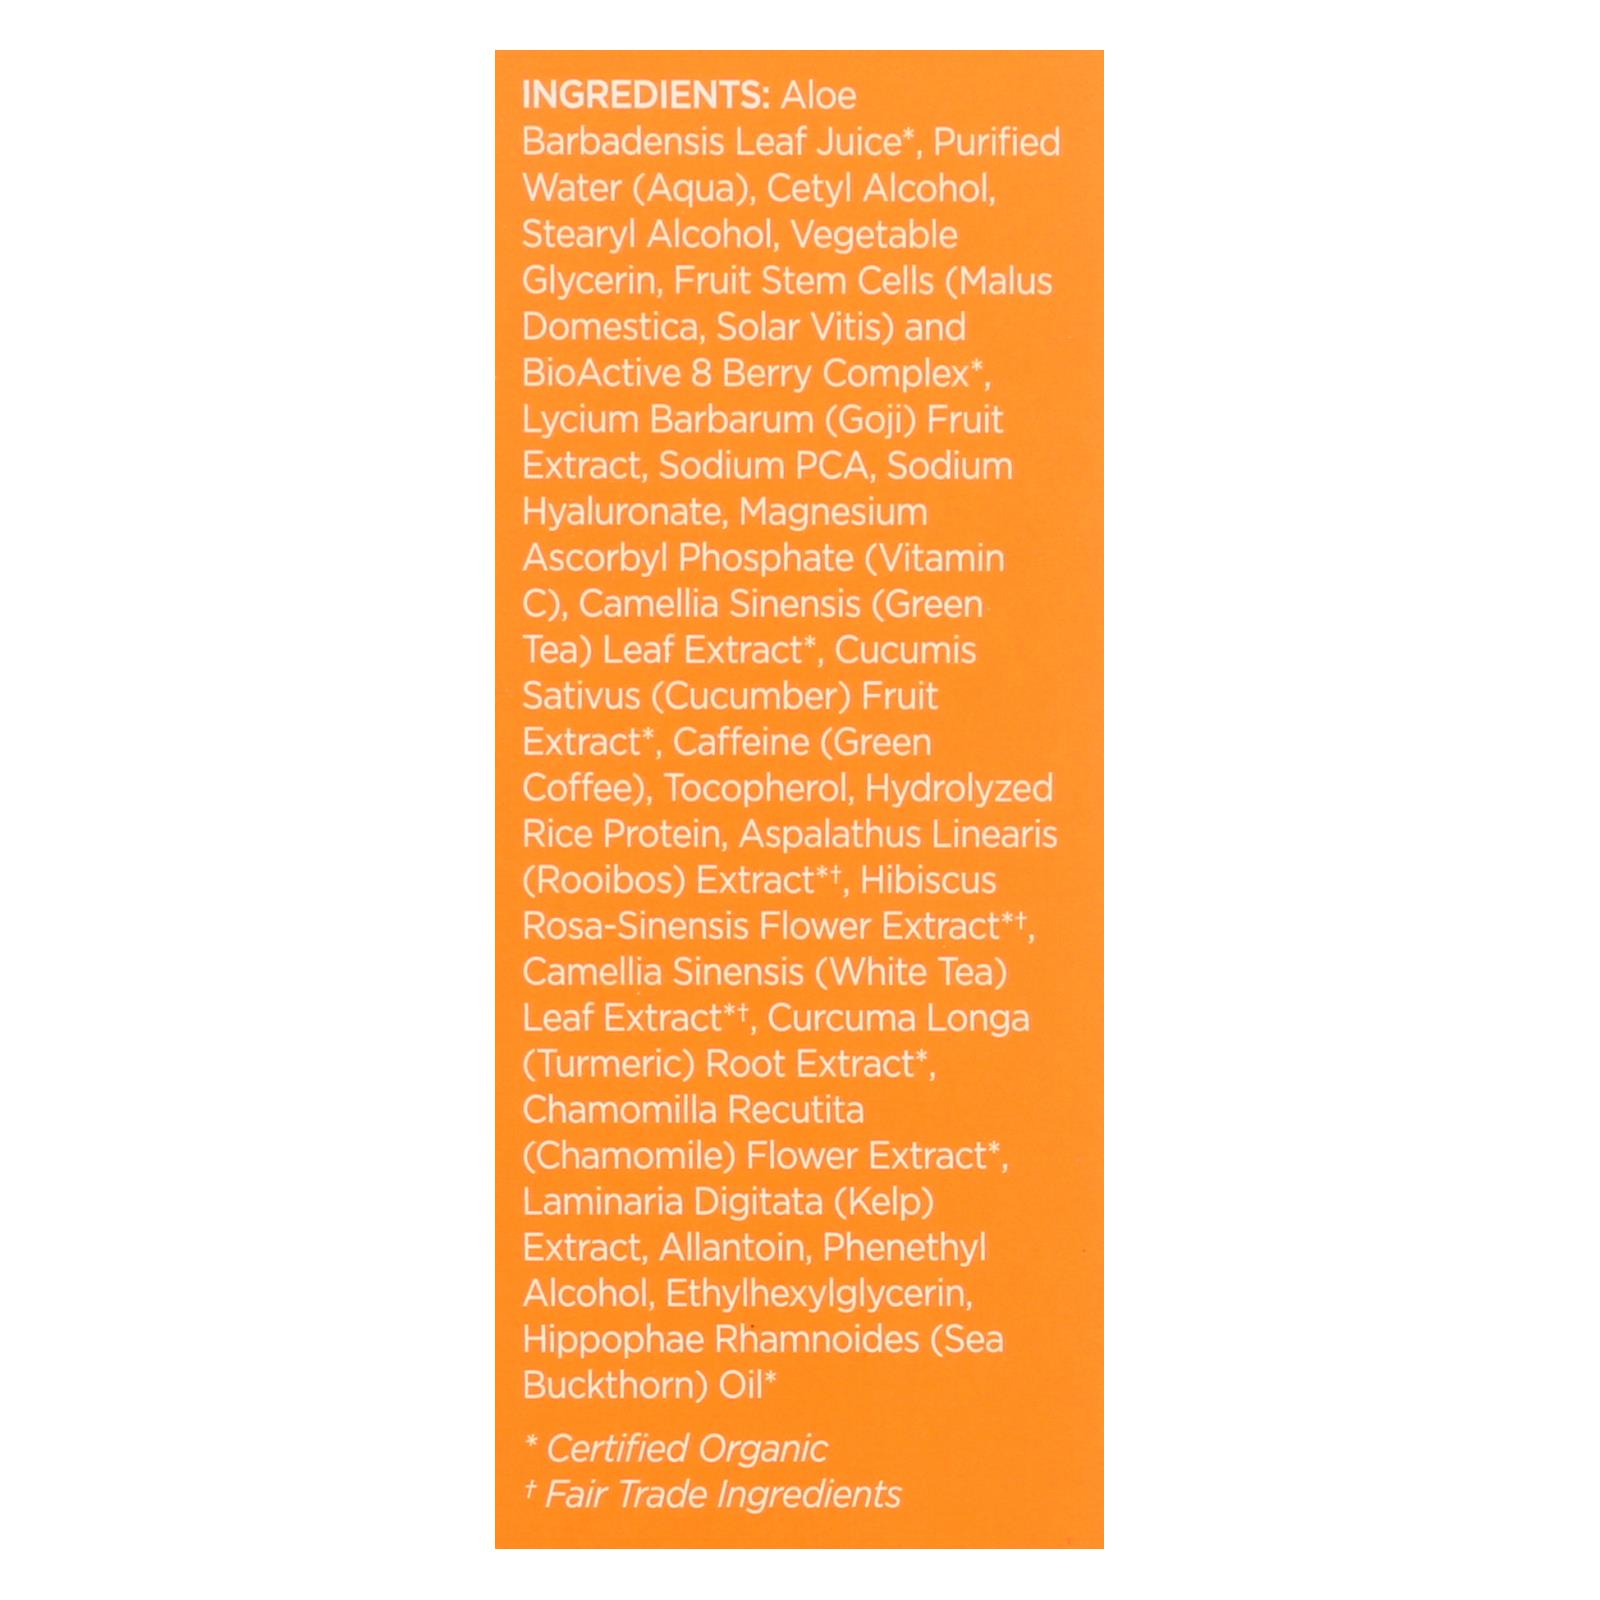 INGREDIENTS: Aloe
Barbadensis Leaf Juice*, Purified
Water (Aqua), Cetyl Alcohol,
Stearyl Alcohol, Vegetable
Glycerin, Fruit Stem Cells (Malus
Domestica, Solar Vitis) and
BioActive 8 Berry Complex*,
Lycium Barbarum (Goji) Fruit
Extract, Sodium PCA, Sodium
Hyaluronate, Magnesium
Ascorbyl Phosphate (Vitamin
C), Camellia Sinensis (Green
Tea) Leaf Extract*, Cucumis
Sativus (Cucumber) Fruit
Extract*, Caffeine (Green
Coffee), Tocopherol, Hydrolyzed
Rice Protein, Aspalathus Linearis
(Rooibos) Extract*†, Hibiscus
Rosa-Sinensis Flower Extract*†,
Camellia Sinensis (White Tea)
Leaf Extract*†, Curcuma Longa
(Turmeric) Root Extract*,
Chamomilla Recutita
(Chamomile) Flower Extract*,
Laminaria Digitata (Kelp)
Extract, Allantoin, Phenethyl
Alcohol, Ethylhexylglycerin,
Hippophae Rhamnoides (Sea
Buckthorn) Oil*
* Certified Organic
† Fair Trade Ingredients